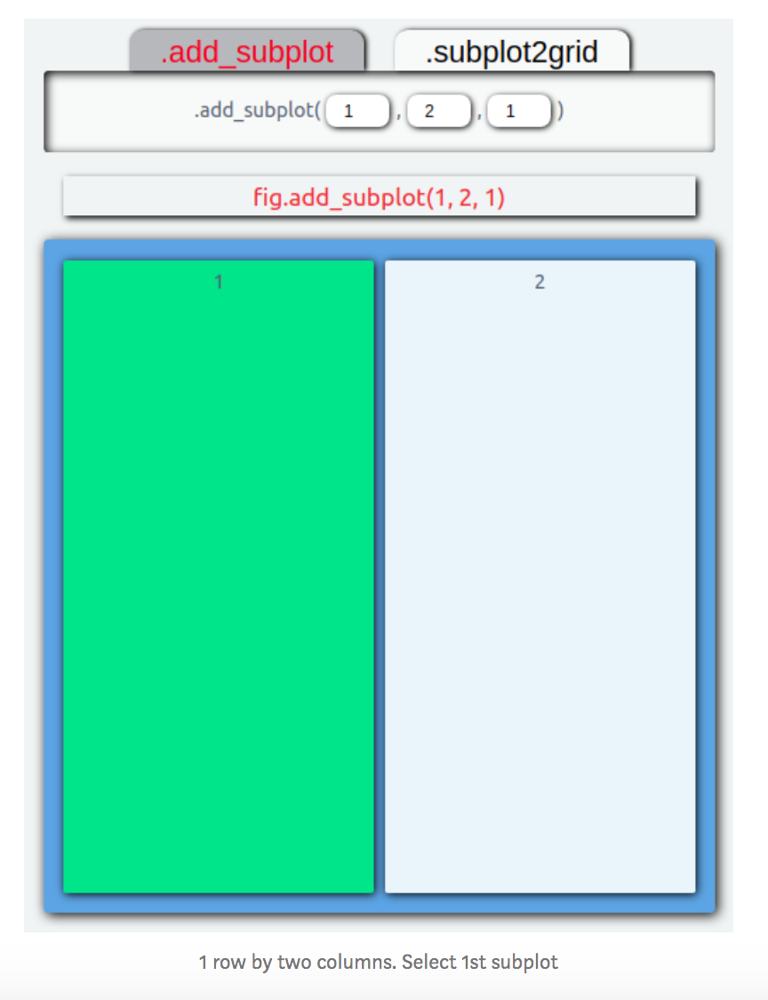 .add_subplot .subplot2grid
.add_subplot( 1 , 2 , 1 )
fig.add_subplot(1, 2, 1)
1 2
1 row by two columns. Select 1st subplot